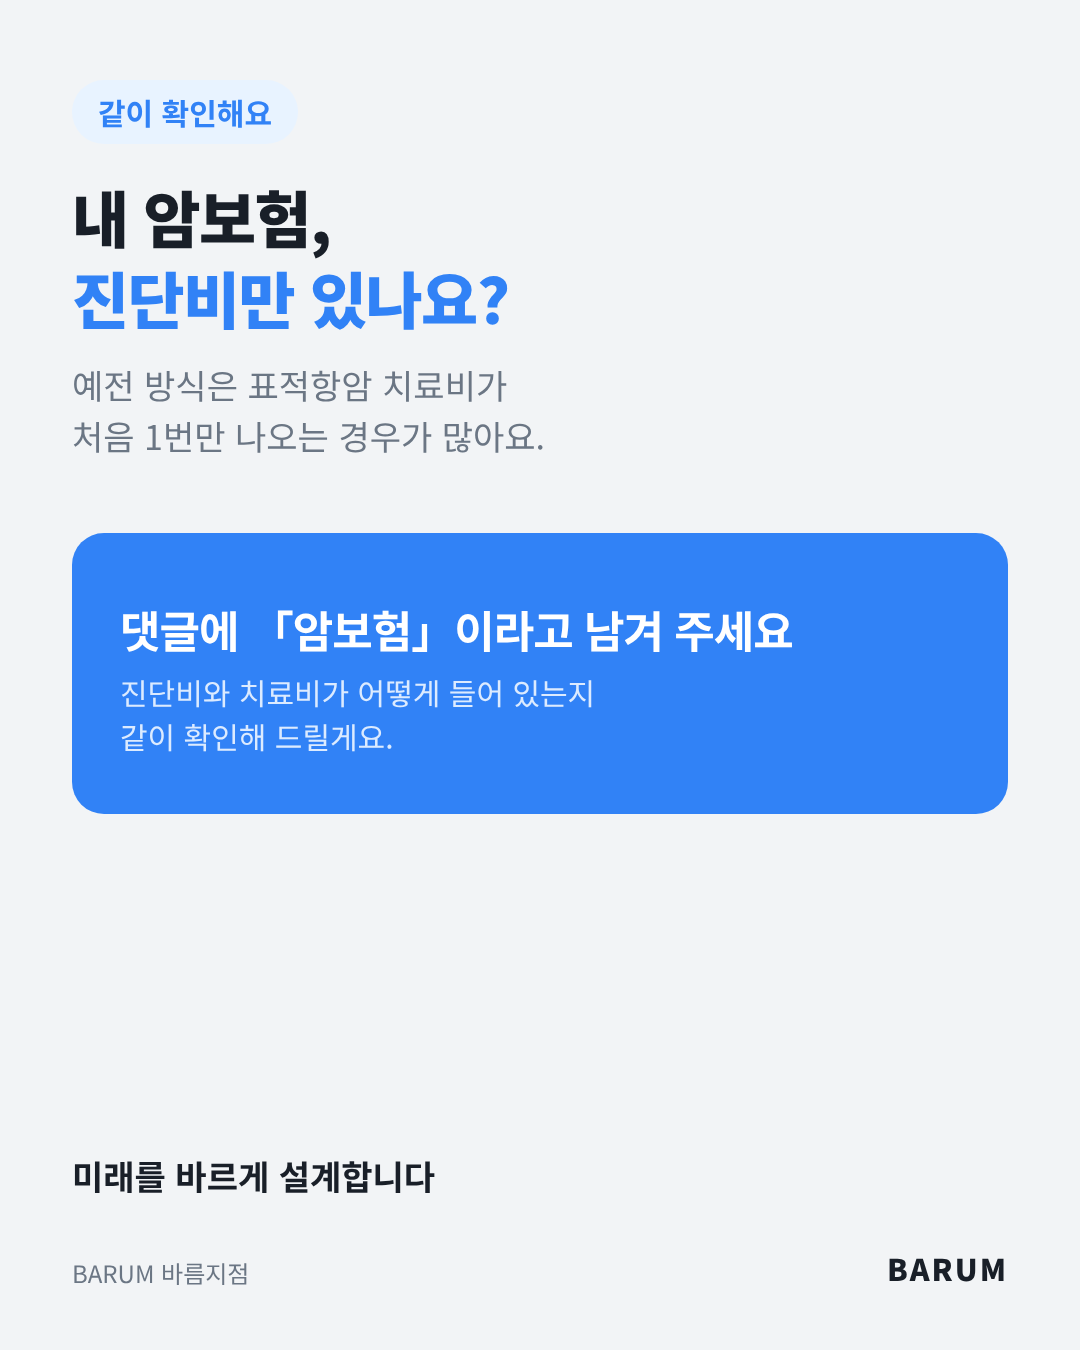 같이 확인해요
내 암보험,
진단비만 있나요?
예전 방식은 표적항암 치료비가
처음 1번만 나오는 경우가 많아요.
댓글에 「암보험」이라고 남겨 주세요
진단비와 치료비가 어떻게 들어 있는지
같이 확인해 드릴게요.
미래를 바르게 설계합니다
BARUM 바름지점
BARUM